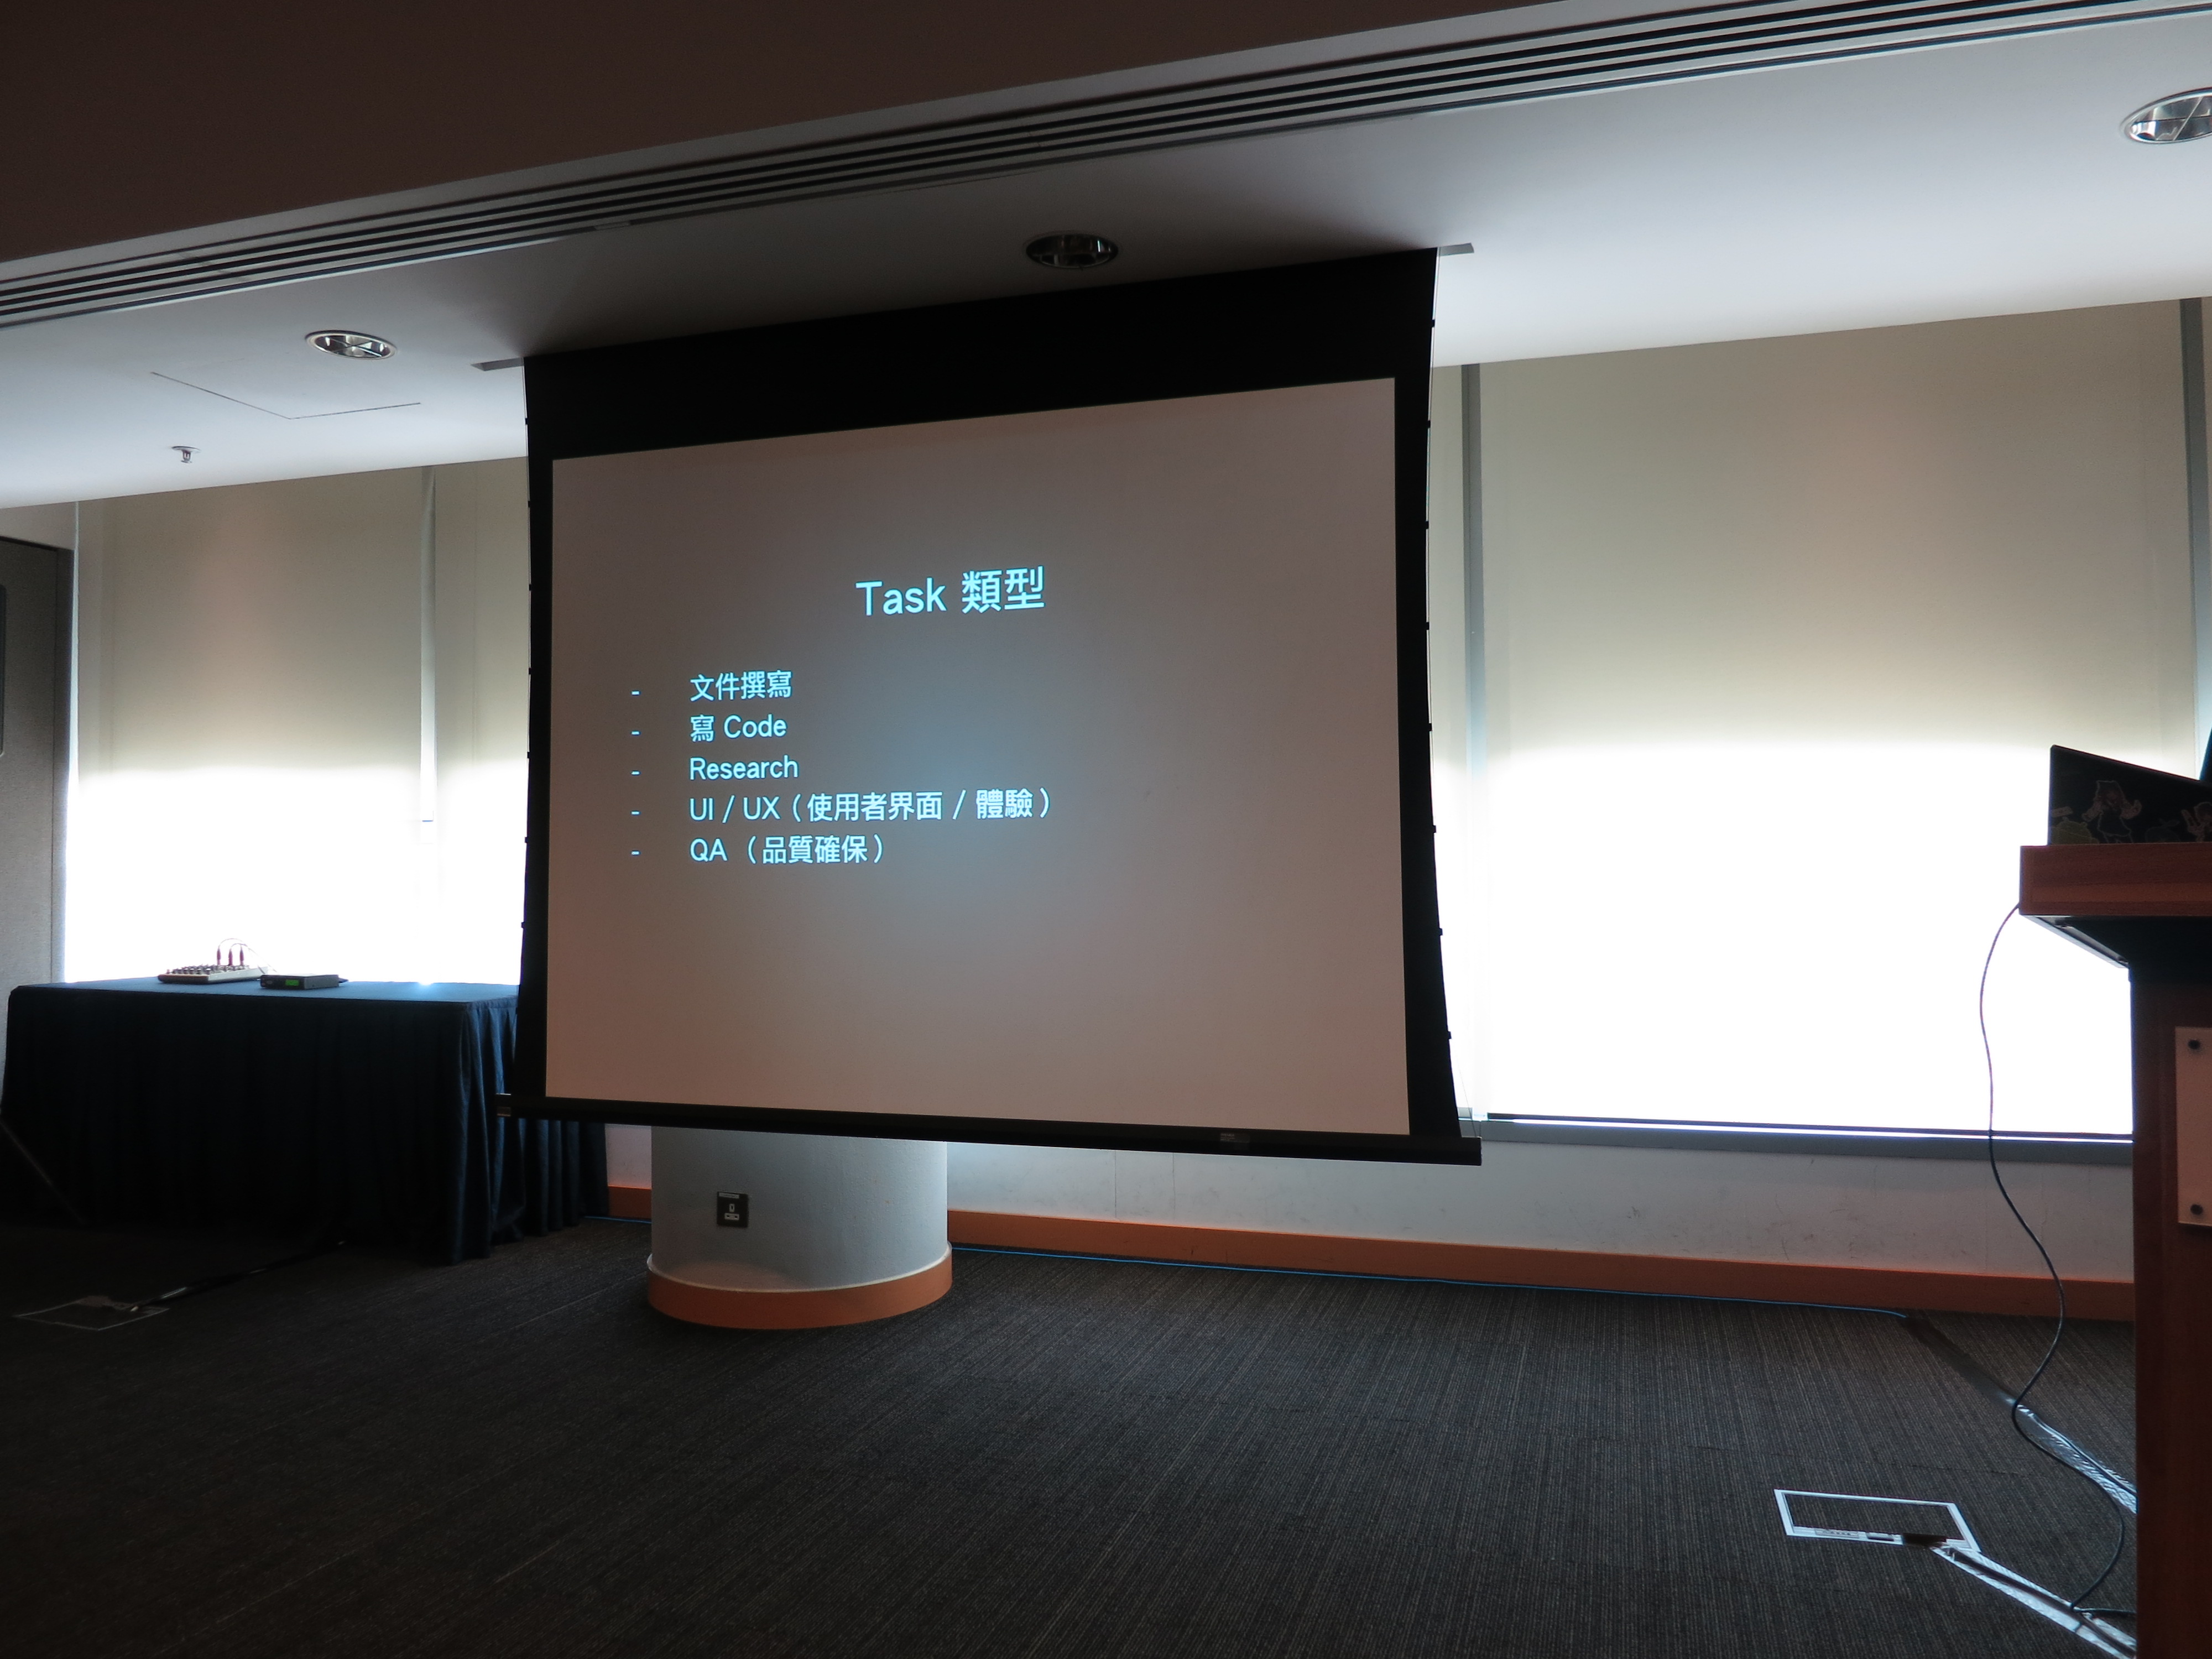 Task 類型
- 文件撰寫
- 寫 Code
- Research
- UI / UX（使用者界面 / 體驗）
- QA （品質確保）